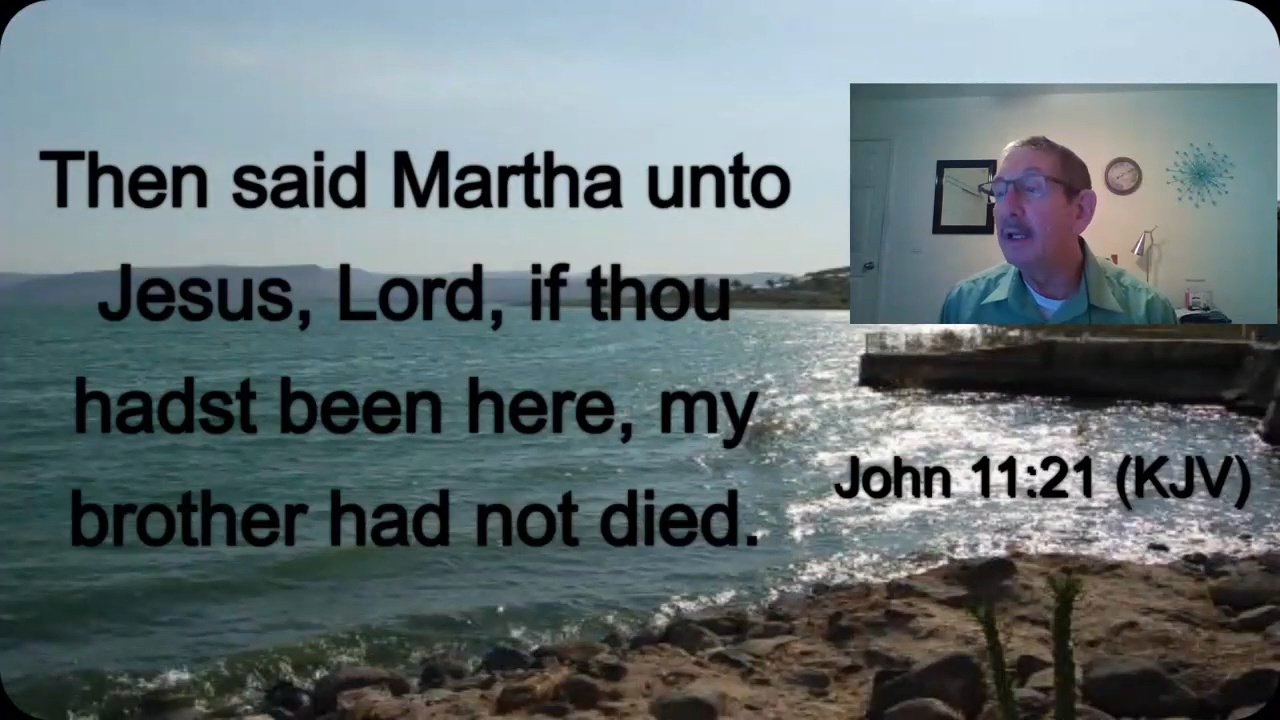 Then said Martha unto
Jesus, Lord, if thou
hadst been here, my
brother had not died.
John 11:21 (KJV)